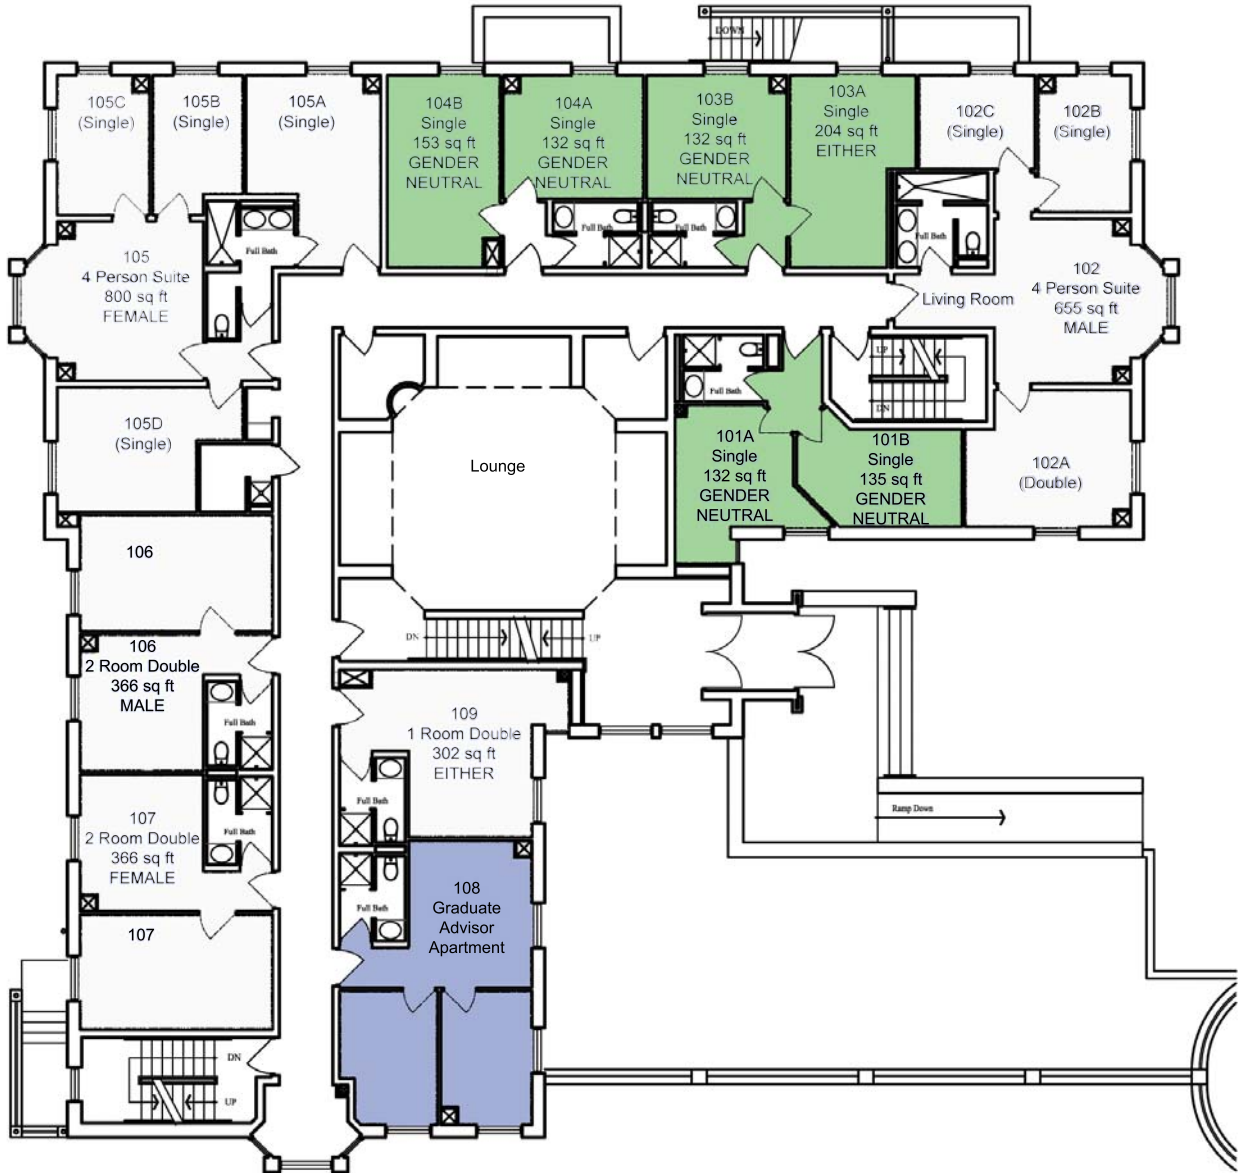 DOWN
105C
(Single)
105B
(Single)
105A
(Single)
104B
Single
153 sq ft
GENDER
NEUTRAL
104A
Single
132 sq ft
GENDER
NEUTRAL
103B
Single
132 sq ft
GENDER
NEUTRAL
103A
Single
204 sq ft
EITHER
102C
(Single)
102B
(Single)
Full Bath
Full Bath
Full Bath
Full Bath
105
4 Person Suite
800 sq ft
FEMALE
Living Room
102
4 Person Suite
655 sq ft
MALE
UP
DN
Full Bath
105D
(Single)
Lounge
101A
Single
132 sq ft
GENDER
NEUTRAL
101B
Single
135 sq ft
GENDER
NEUTRAL
102A
(Double)
106
106
2 Room Double
366 sq ft
MALE
DN
UP
Full Bath
109
1 Room Double
302 sq ft
EITHER
Full Bath
107
2 Room Double
366 sq ft
FEMALE
Full Bath
Ramp Down
108
Graduate
Advisor
Apartment
Full Bath
107
DN
UP